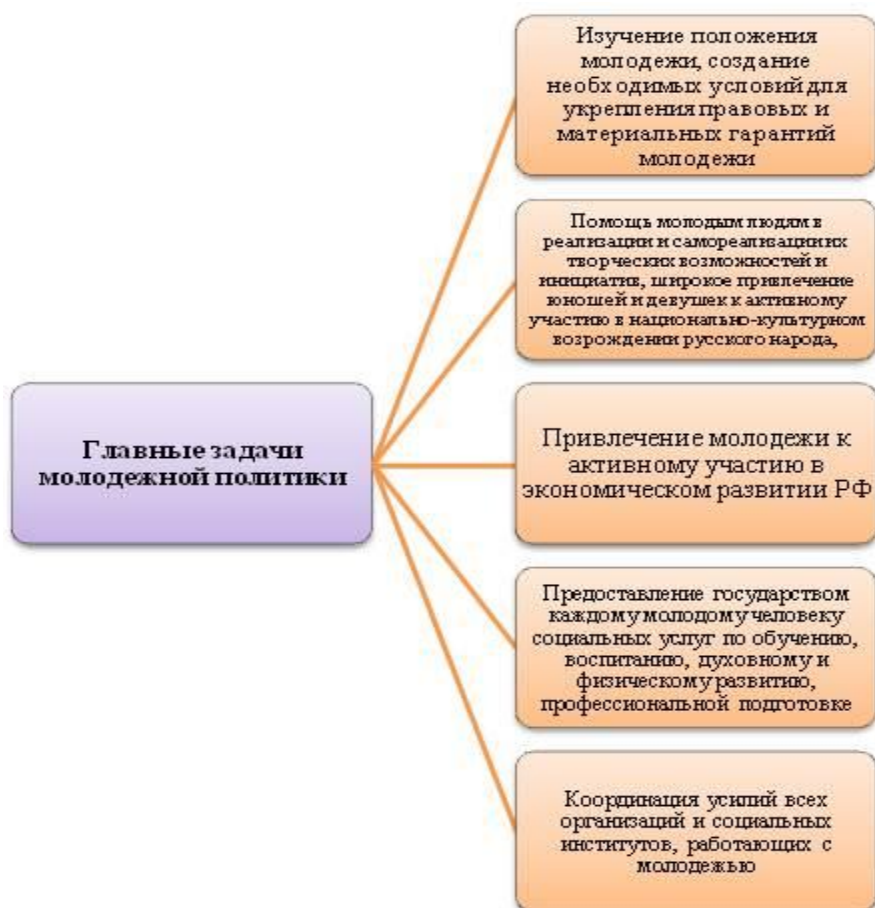 Изучение положения
молодежи, создание
необходимых условий для
укрепления правовых и
материальных гарантий
молодежи
Помощь молодым людям в
реализации и самореализации их
творческих возможностей и
инициатив, широкое привлечение
юношей и девушек к активному
участию в национально-культурном
возрождении русского народа,
Главные задачи
молодежной политики
Привлечение молодежи к
активному участию в
экономическом развитии РФ
Предоставление государством
каждому молодому человеку
социальных услуг по обучению,
воспитанию, духовному и
физическому развитию,
профессиональной подготовке
Координация усилий всех
организаций и социальных
институтов, работающих с
молодежью